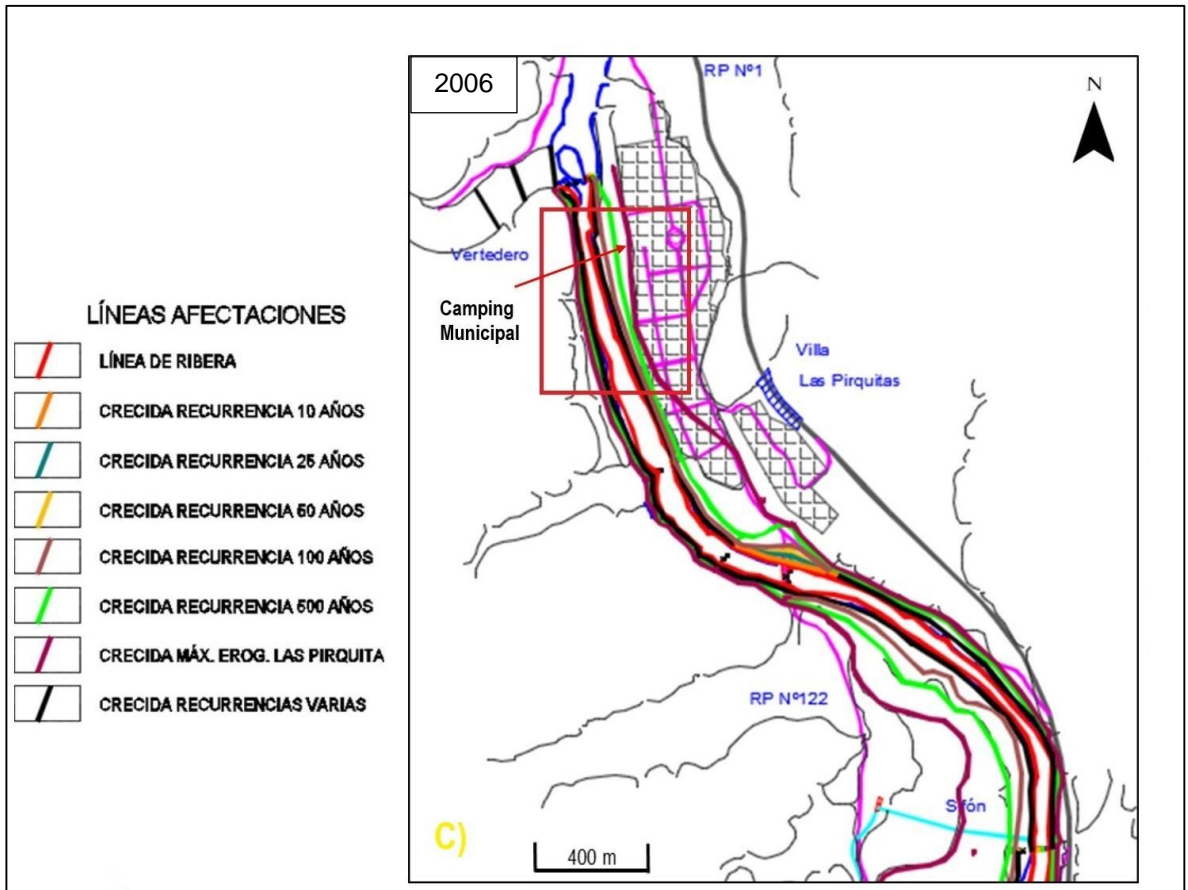 2006
RP Nº1
N
Vertedero
Camping
Municipal
Villa
Las Pirquitas
RP Nº122
Sifón
C)
400 m
LÍNEAS AFECTACIONES
LÍNEA DE RIBERA
CRECIDA RECURRENCIA 10 AÑOS
CRECIDA RECURRENCIA 25 AÑOS
CRECIDA RECURRENCIA 50 AÑOS
CRECIDA RECURRENCIA 100 AÑOS
CRECIDA RECURRENCIA 500 AÑOS
CRECIDA MÁX. EROG. LAS PIRQUITA
CRECIDA RECURRENCIAS VARIAS